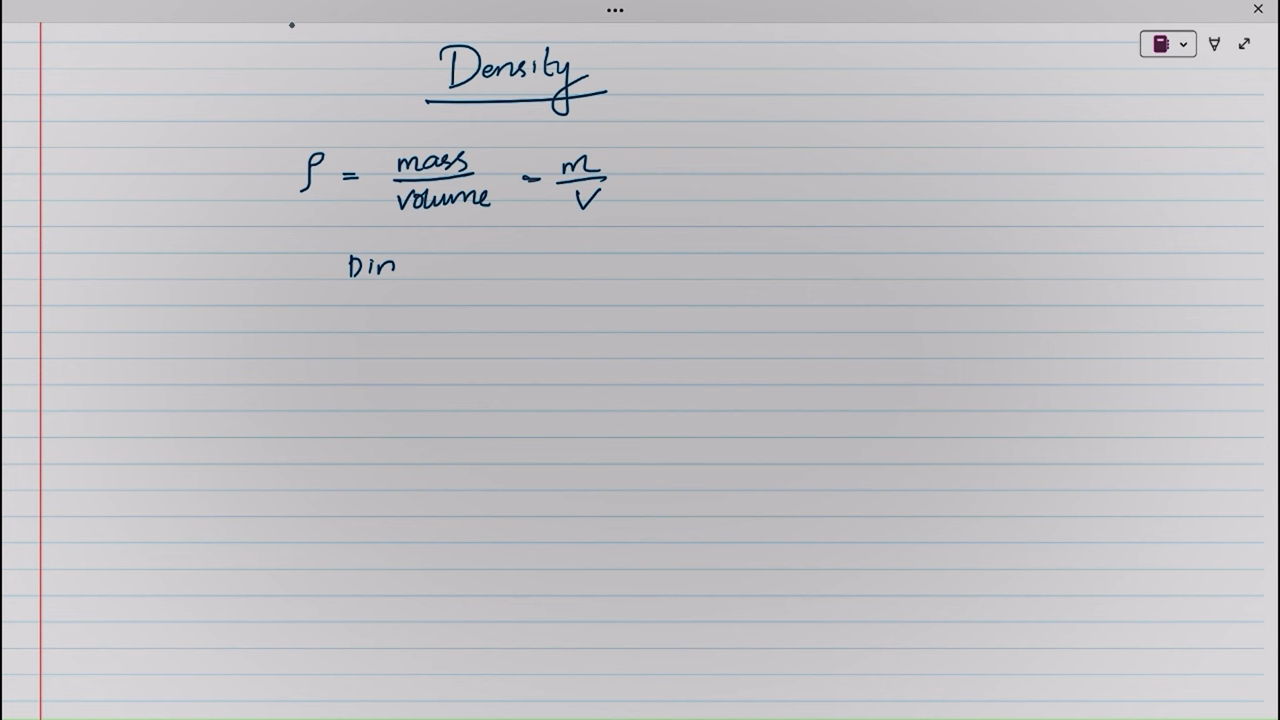 Density
ρ = mass/volume = m/V
Dim